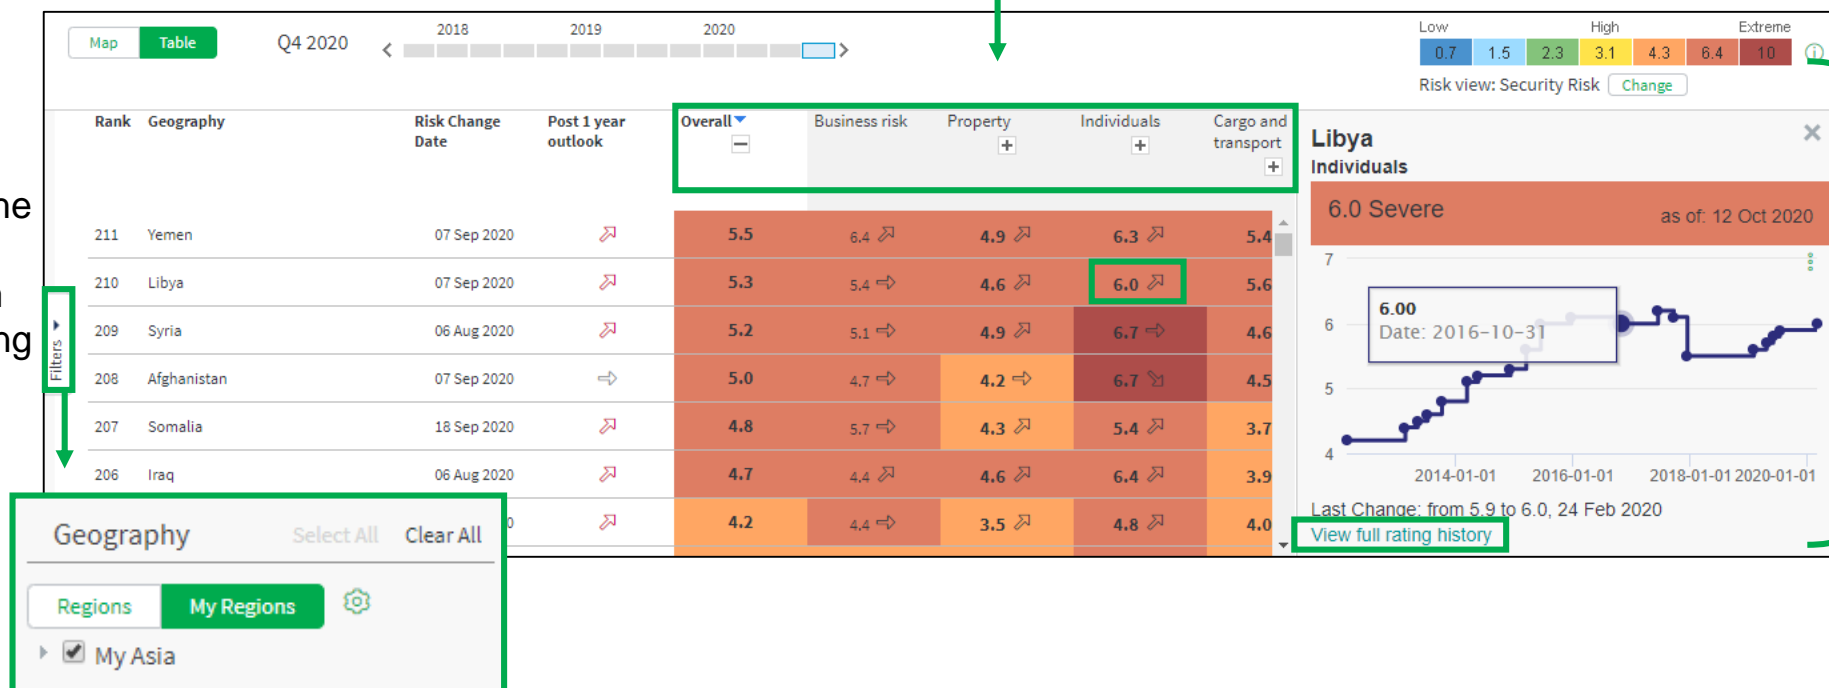 Map Table Q4 2020 2018 2019 2020
Low High Extreme
0.7 1.5 2.3 3.1 4.3 6.4 10
Risk view: Security Risk Change
Rank Geography Risk Change Date Post 1 year outlook Overall Business risk Property Individuals Cargo and transport
211 Yemen 07 Sep 2020 5.5 6.4 4.9 6.3 5.4
210 Libya 07 Sep 2020 5.3 5.4 4.6 6.0 5.6
209 Syria 06 Aug 2020 5.2 5.1 4.9 6.7 4.6
208 Afghanistan 07 Sep 2020 5.0 4.7 4.2 6.7 4.5
207 Somalia 18 Sep 2020 4.8 5.7 4.3 5.4 3.7
206 Iraq 06 Aug 2020 4.7 4.4 4.6 6.4 3.9
0 4.2 4.4 3.5 4.8 4.0
Filters
Libya
Individuals
6.0 Severe as of: 12 Oct 2020
7
6
5
4
6.00
Date: 2016-10-31
2014-01-01 2016-01-01 2018-01-01 2020-01-01
Last Change: from 5.9 to 6.0, 24 Feb 2020
View full rating history
Geography Select All Clear All
Regions My Regions
My Asia